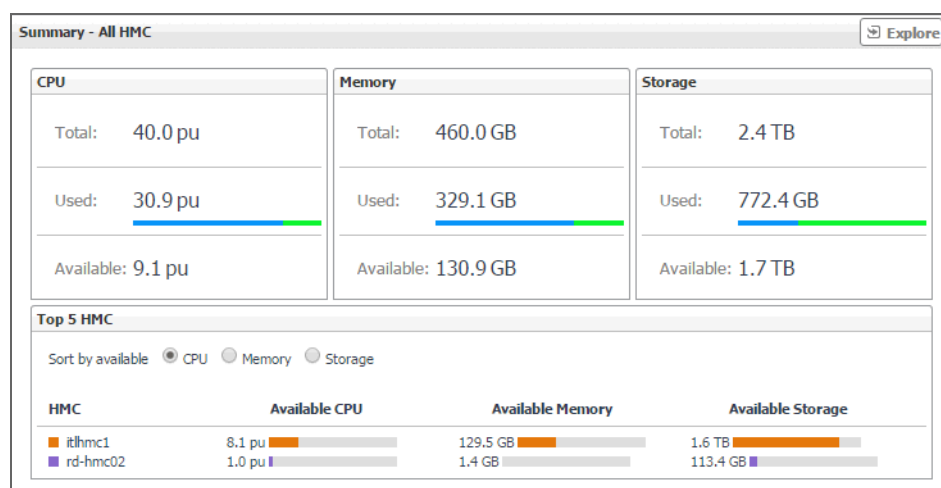 Summary - All HMC
Explore
CPU
Total: 40.0 pu
Used: 30.9 pu
Available: 9.1 pu
Memory
Total: 460.0 GB
Used: 329.1 GB
Available: 130.9 GB
Storage
Total: 2.4 TB
Used: 772.4 GB
Available: 1.7 TB
Top 5 HMC
Sort by available CPU Memory Storage
HMC Available CPU Available Memory Available Storage
itlhmc1 8.1 pu 129.5 GB 1.6 TB
rd-hmc02 1.0 pu 1.4 GB 113.4 GB